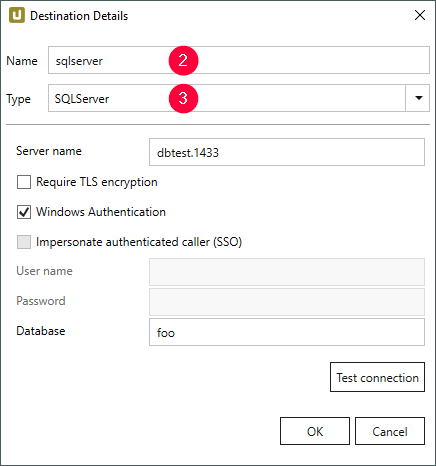 Destination Details
Name sqlserver 2
Type SQLServer 3
Server name dbtest.1433
Require TLS encryption
Windows Authentication
Impersonate authenticated caller (SSO)
User name
Password
Database foo
Test connection
OK Cancel